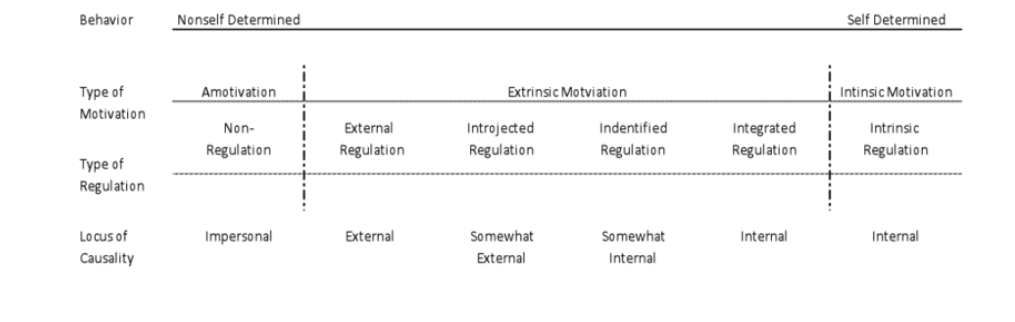 Behavior Nonself Determined Self Determined
Type of Amotivation Extrinsic Motviation Intinsic Motivation
Motivation
Non- External Introjected Indentified Integrated Intrinsic
Regulation Regulation Regulation Regulation Regulation Regulation
Type of
Regulation
Locus of Impersonal External Somewhat Somewhat Internal Internal
Causality External Internal